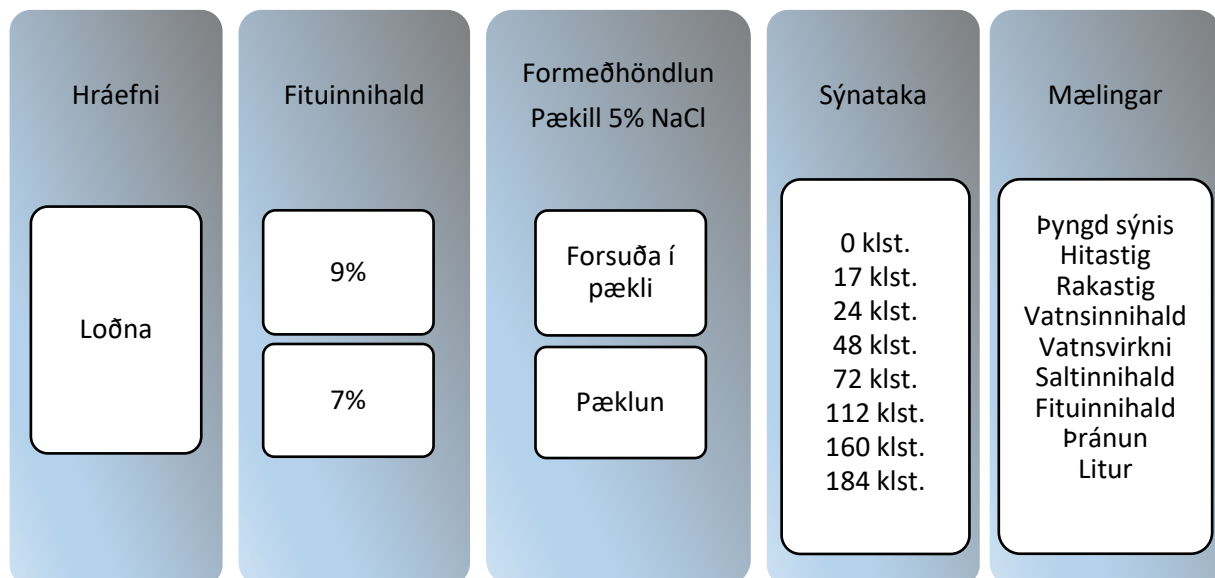 Hráefni
Loðna
Fituinnihald
9%
7%
Formeðhöndlun
Pækill 5% NaCl
Forsuða í
pækli
Pæklun
Sýnataka
0 klst.
17 klst.
24 klst.
48 klst.
72 klst.
112 klst.
160 klst.
184 klst.
Mælingar
Þyngd sýnis
Hitastig
Rakastig
Vatnsinnihald
Vatnsvirkni
Saltinnihald
Fituinnihald
Þránun
Litur